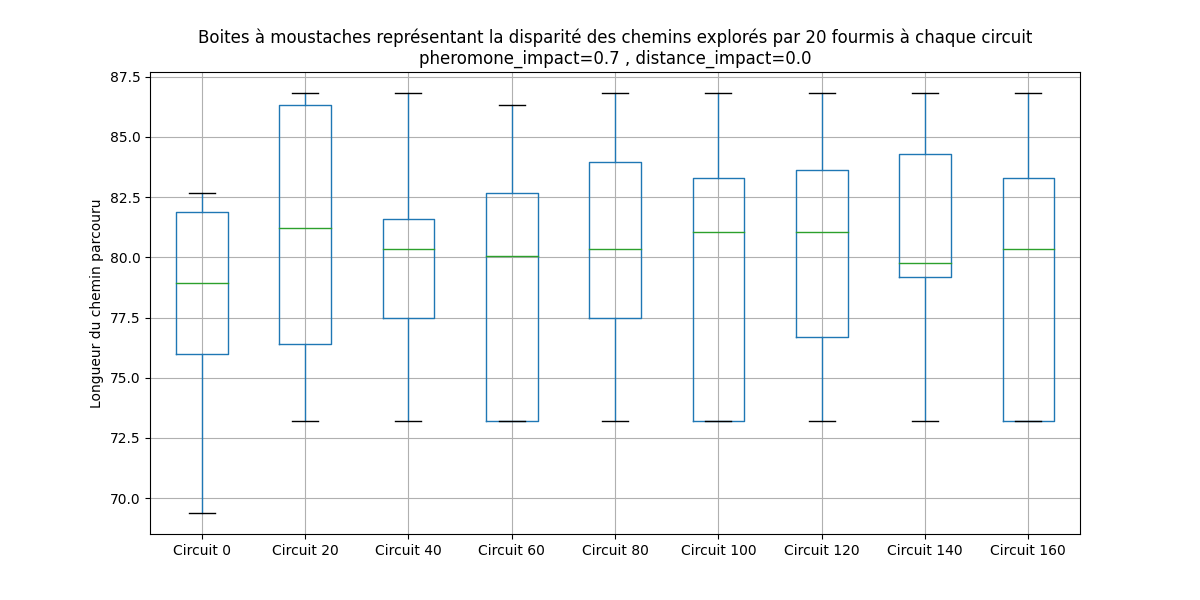 Boites à moustaches représentant la disparité des chemins explorés par 20 fourmis à chaque circuit
pheromone_impact=0.7 , distance_impact=0.0
Longueur du chemin parcouru
87.5
85.0
82.5
80.0
77.5
75.0
72.5
70.0
Circuit 0 Circuit 20 Circuit 40 Circuit 60 Circuit 80 Circuit 100 Circuit 120 Circuit 140 Circuit 160